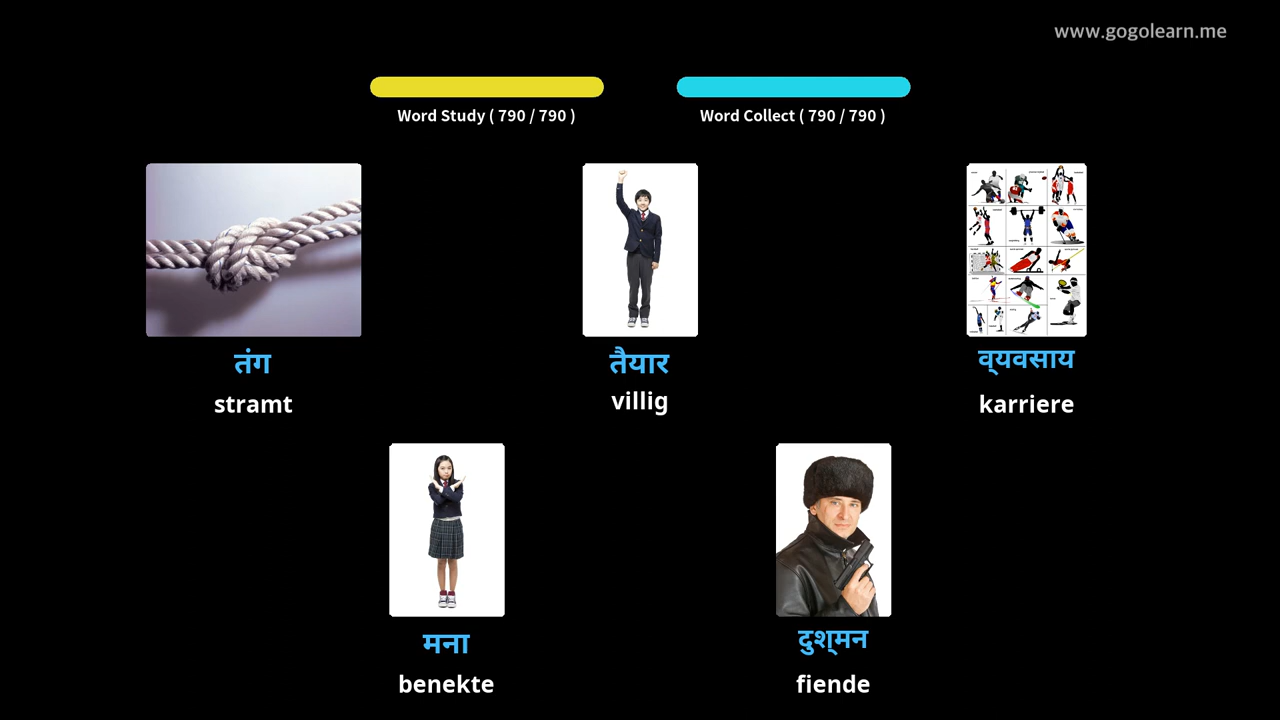 www.gogolearn.me
Word Study ( 790 / 790 )
Word Collect ( 790 / 790 )
तंग
stramt
तैयार
villig
व्‌यवसाय
karriere
मना
benekte
दुश्‌मन
fiende